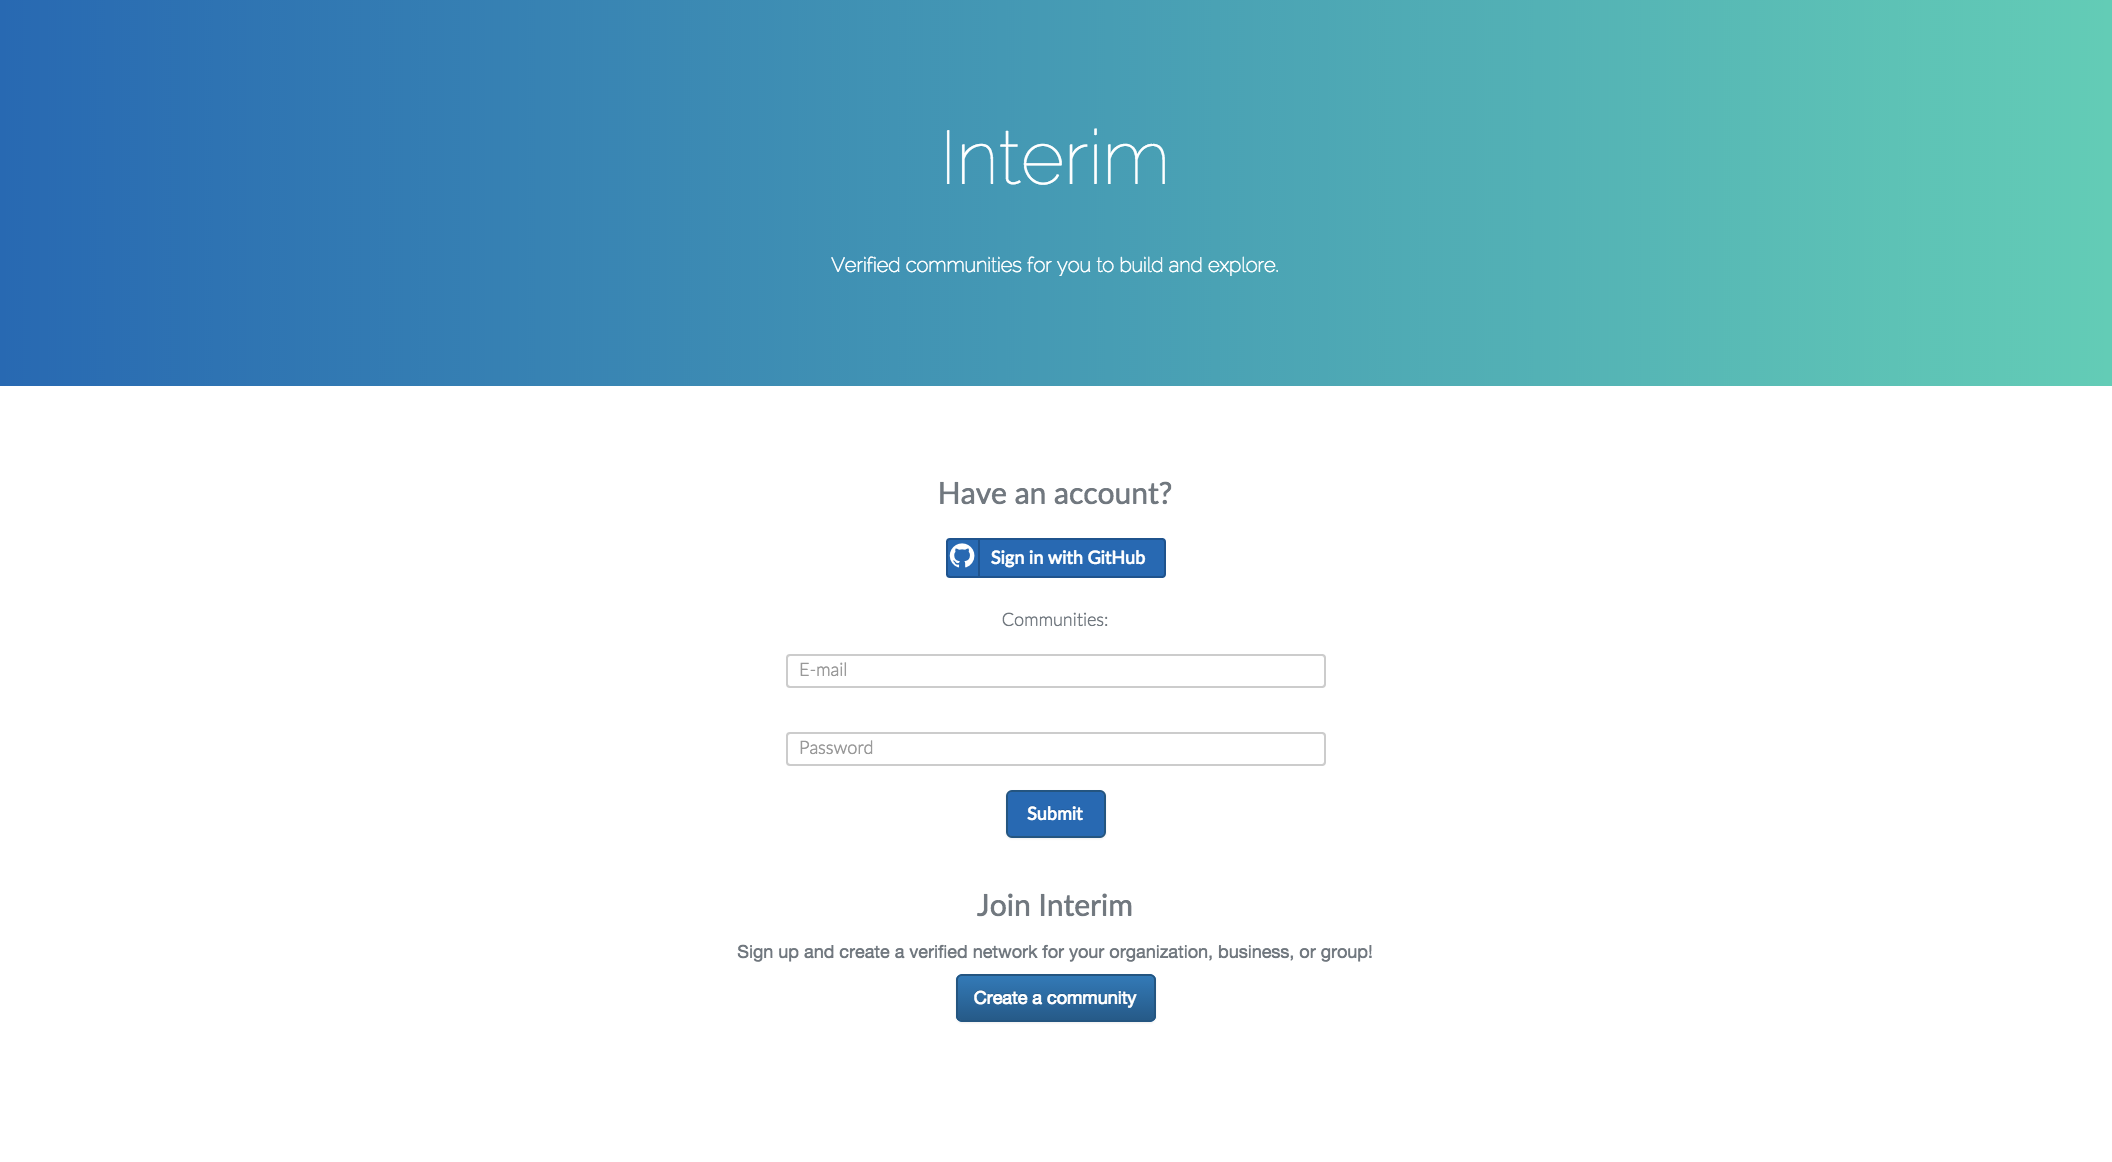 Interim
Verified communities for you to build and explore.
Have an account?
Sign in with GitHub
Communities:
E-mail
Password
Submit
Join Interim
Sign up and create a verified network for your organization, business, or group!
Create a community